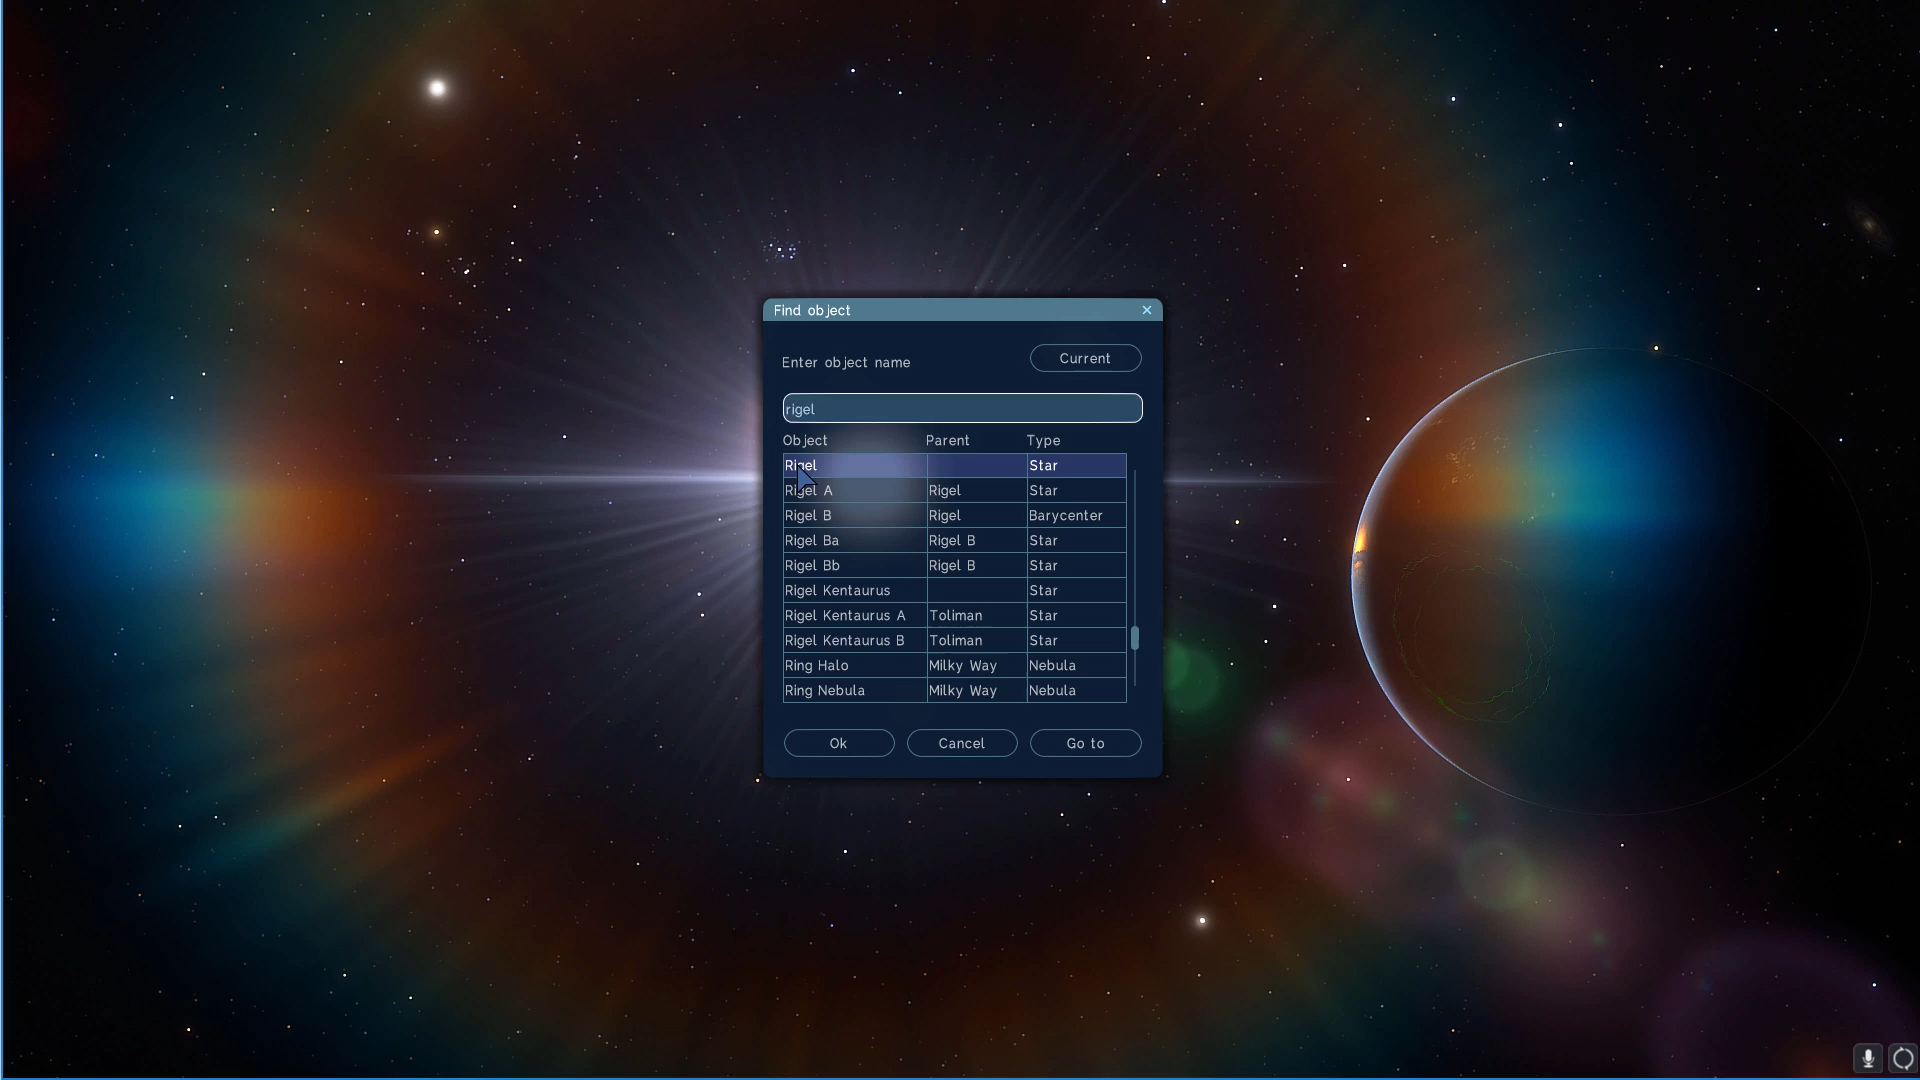 Find object
Enter object name
Current
rigel
Object Parent Type
Rigel Star
Rigel A Rigel Star
Rigel B Rigel Barycenter
Rigel Ba Rigel B Star
Rigel Bb Rigel B Star
Rigel Kentaurus Star
Rigel Kentaurus A Toliman Star
Rigel Kentaurus B Toliman Star
Ring Halo Milky Way Nebula
Ring Nebula Milky Way Nebula
Ok Cancel Go to